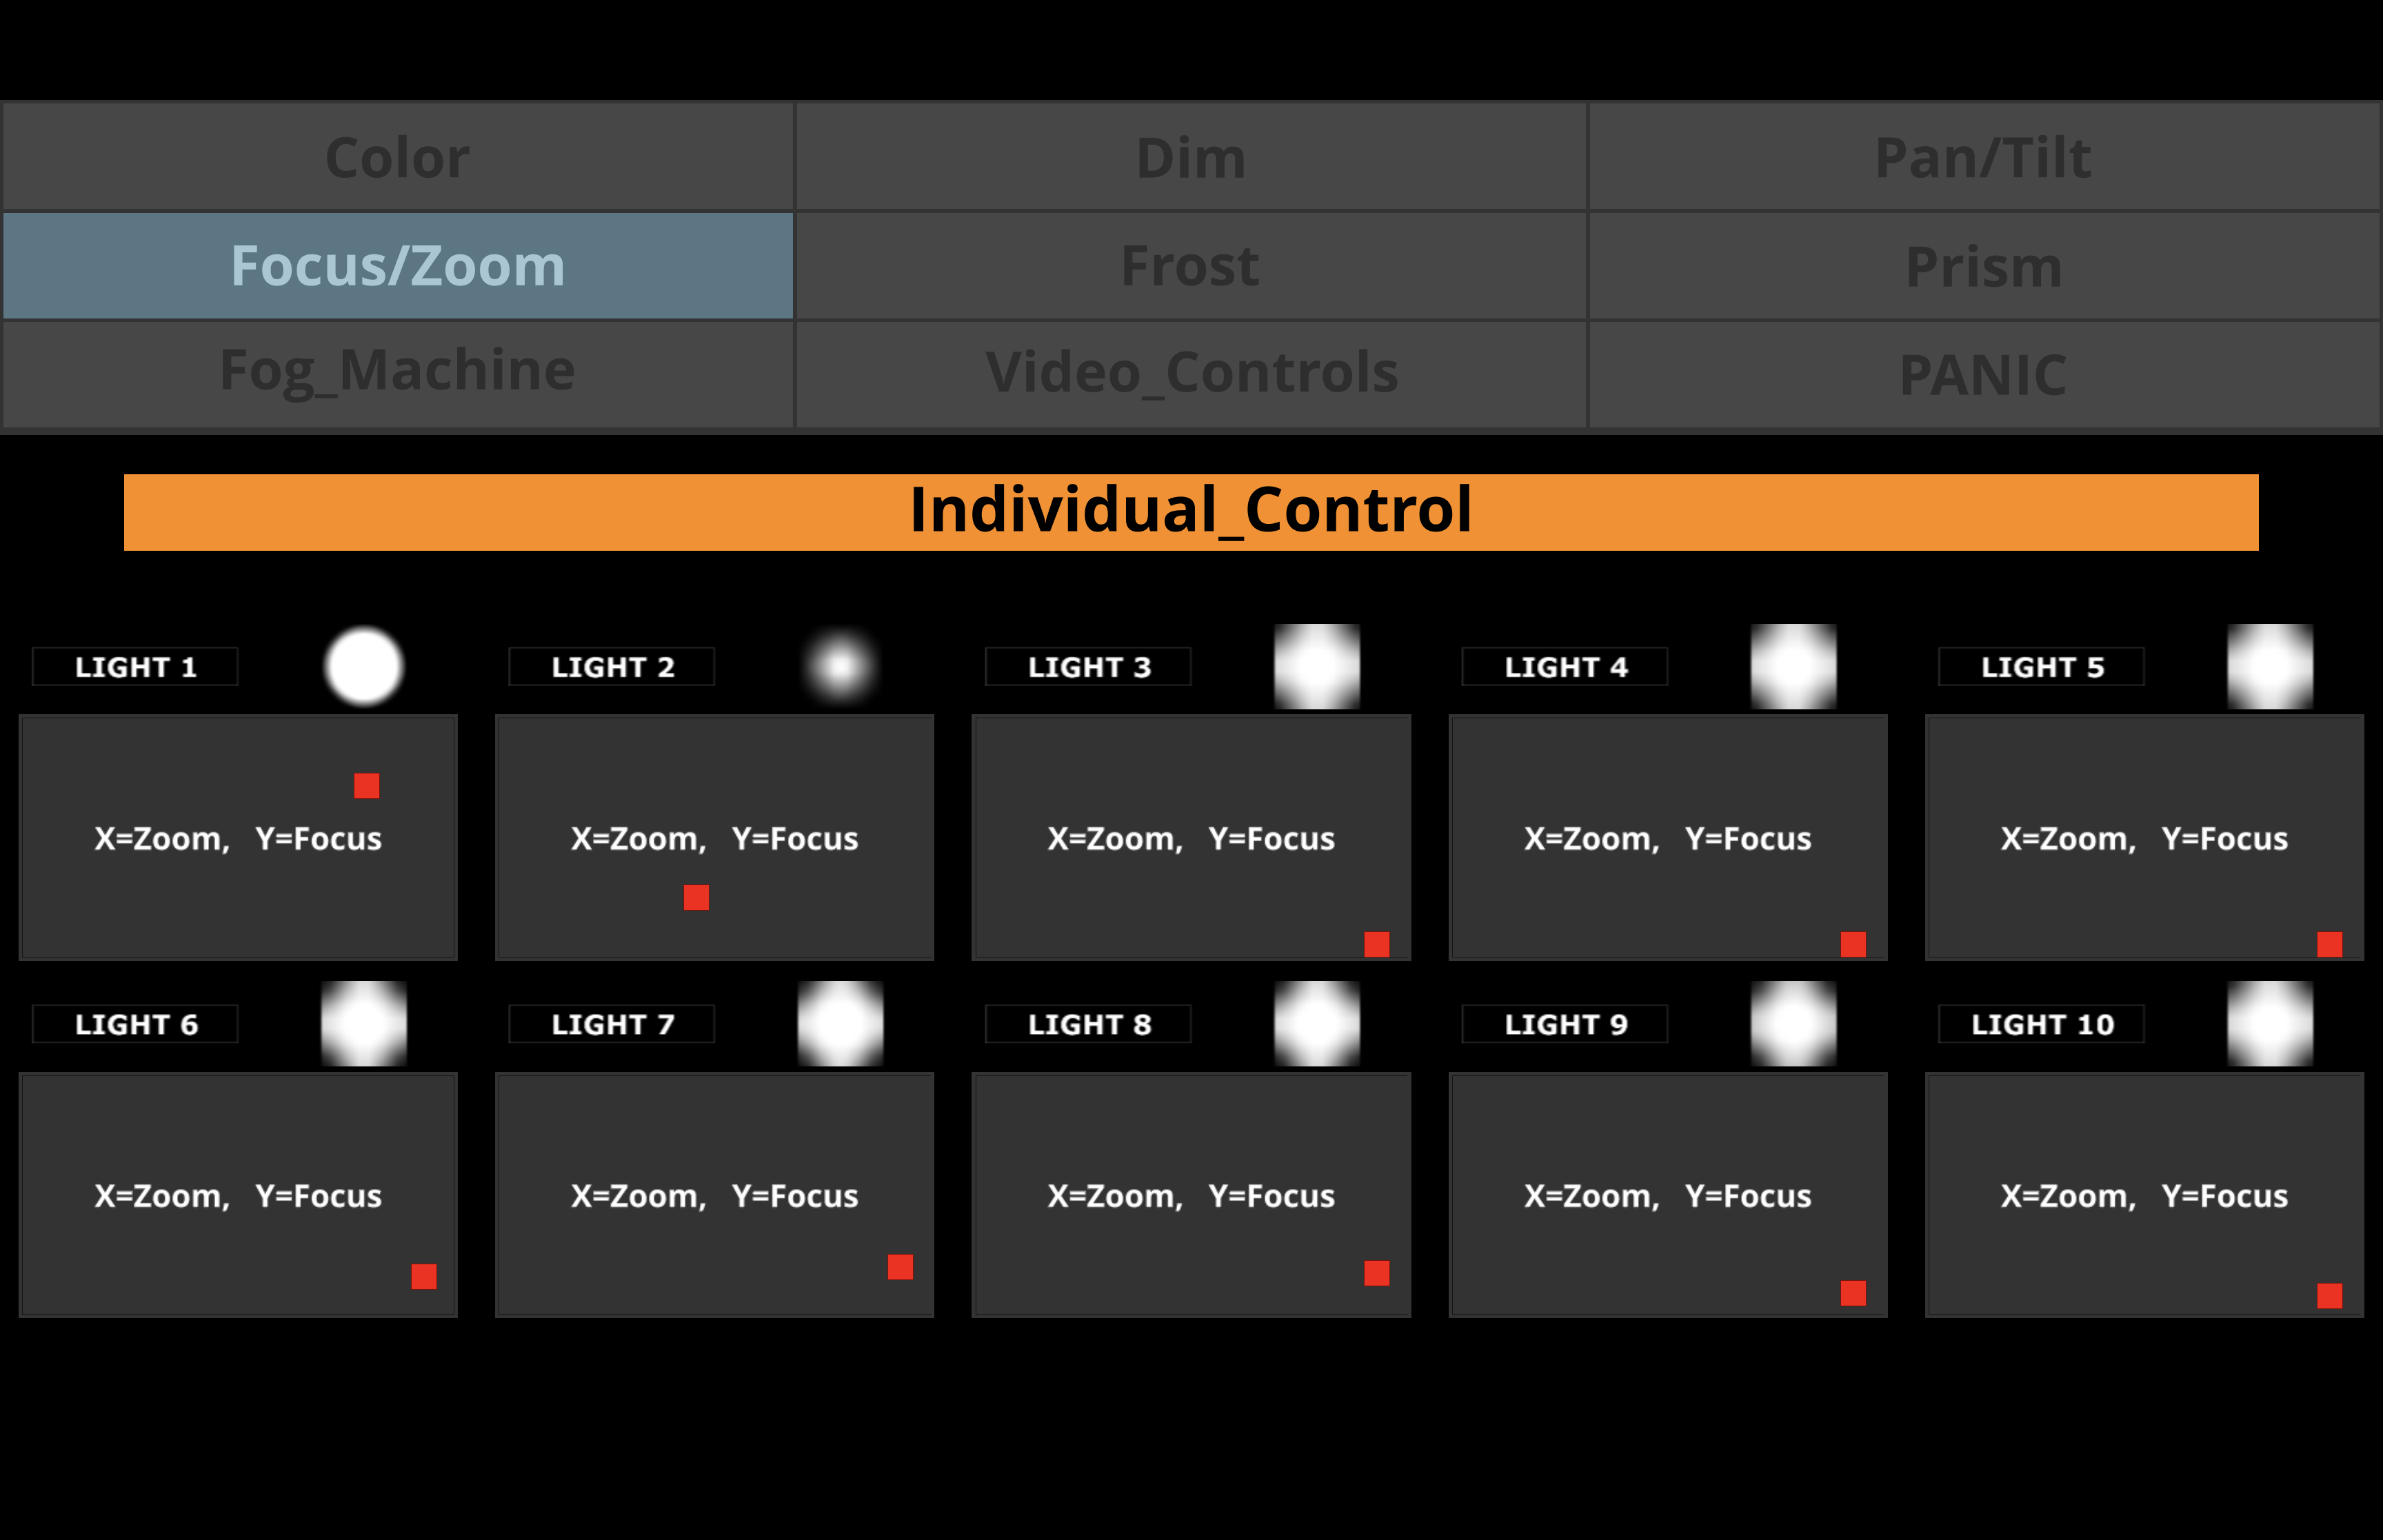 Color Dim Pan/Tilt
Focus/Zoom Frost Prism
Fog_Machine Video_Controls PANIC
Individual_Control
LIGHT 1 LIGHT 2 LIGHT 3 LIGHT 4 LIGHT 5
X=Zoom, Y=Focus X=Zoom, Y=Focus X=Zoom, Y=Focus X=Zoom, Y=Focus X=Zoom, Y=Focus
LIGHT 6 LIGHT 7 LIGHT 8 LIGHT 9 LIGHT 10
X=Zoom, Y=Focus X=Zoom, Y=Focus X=Zoom, Y=Focus X=Zoom, Y=Focus X=Zoom, Y=Focus